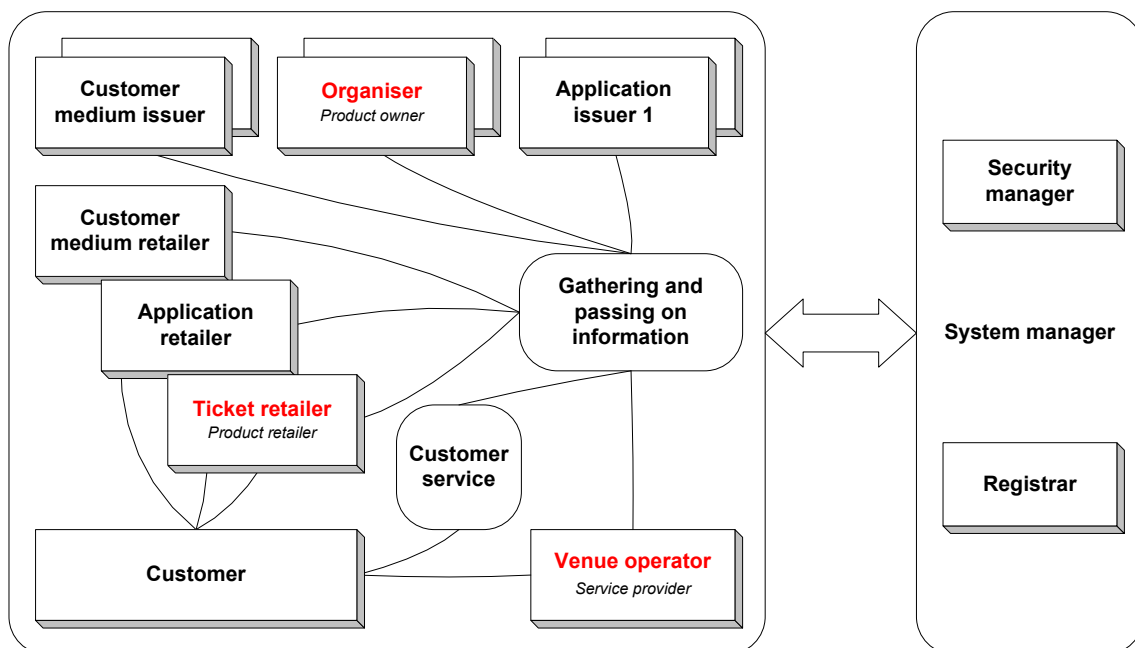 Customer
medium issuer
Organiser
Product owner
Application
issuer 1
Security
manager
Customer
medium retailer
Gathering and
passing on
information
Application
retailer
System manager
Ticket retailer
Product retailer
Customer
service
Registrar
Customer
Venue operator
Service provider